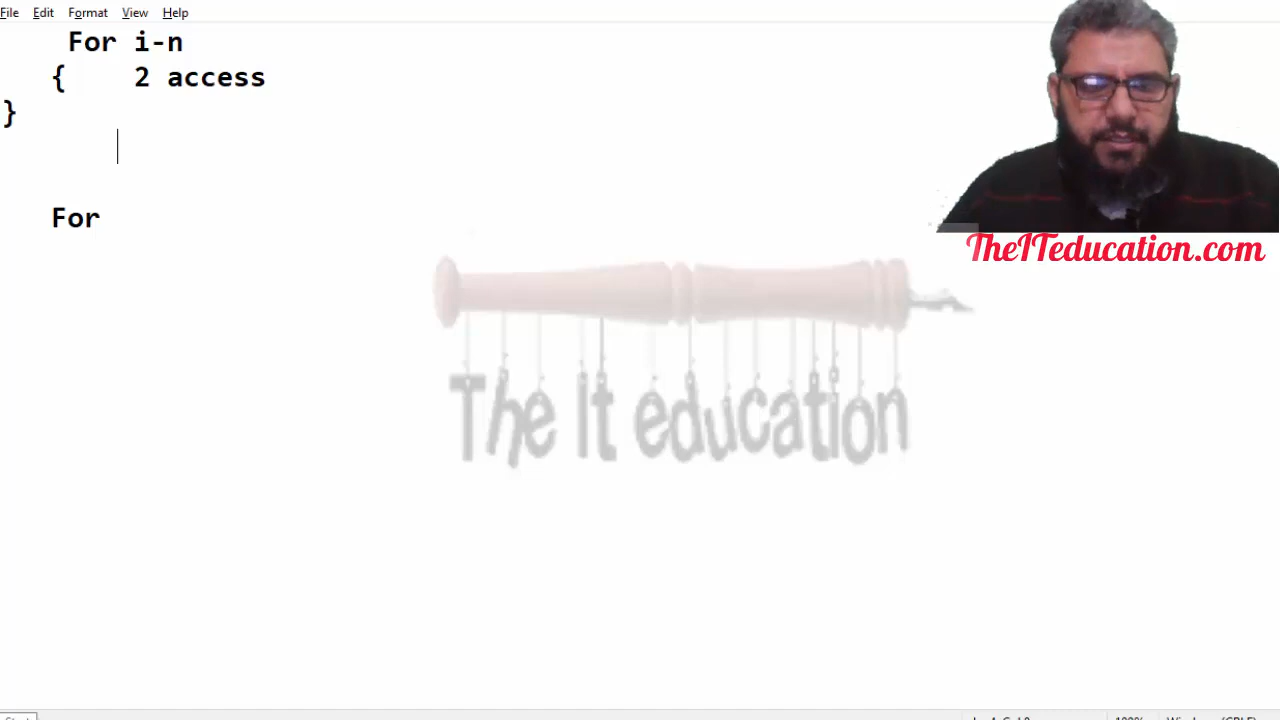 File Edit Format View Help
For i-n
{ 2 access
}
For
TheITeducation.com
The It education